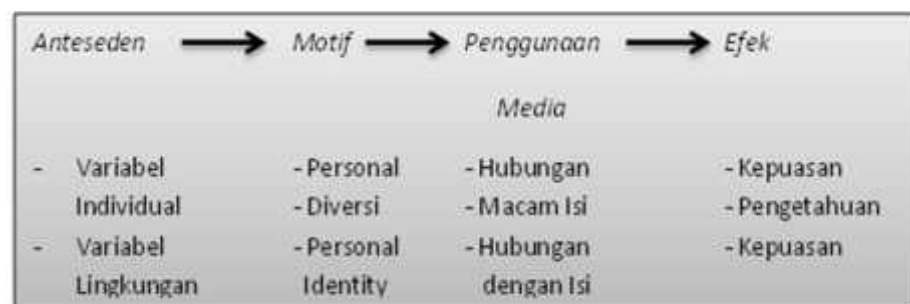 Anteseden Motif Penggunaan Efek
Media
- Variabel - Personal - Hubungan - Kepuasan
Individual - Diversi - Macam Isi - Pengetahuan
- Variabel - Personal - Hubungan - Kepuasan
Lingkungan Identity dengan Isi